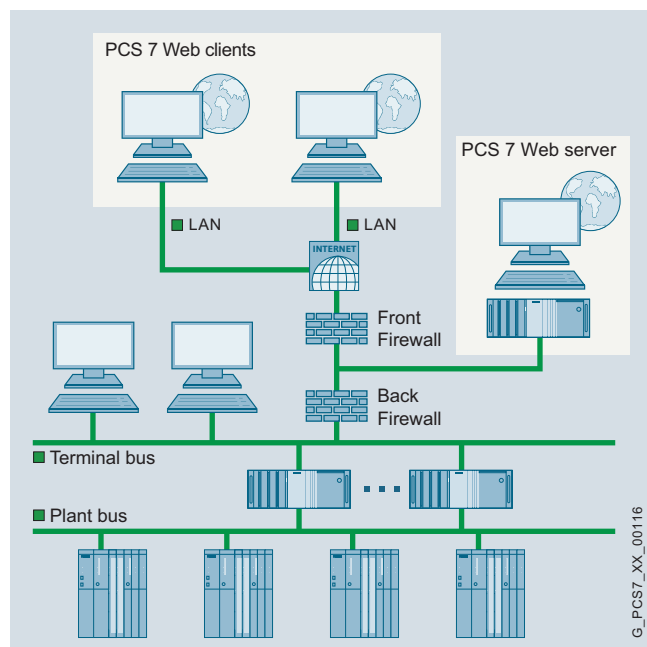 PCS 7 Web clients
PCS 7 Web server
LAN
LAN
INTERNET
Front
Firewall
Back
Firewall
Terminal bus
Plant bus
G_PCS7_XX_00116